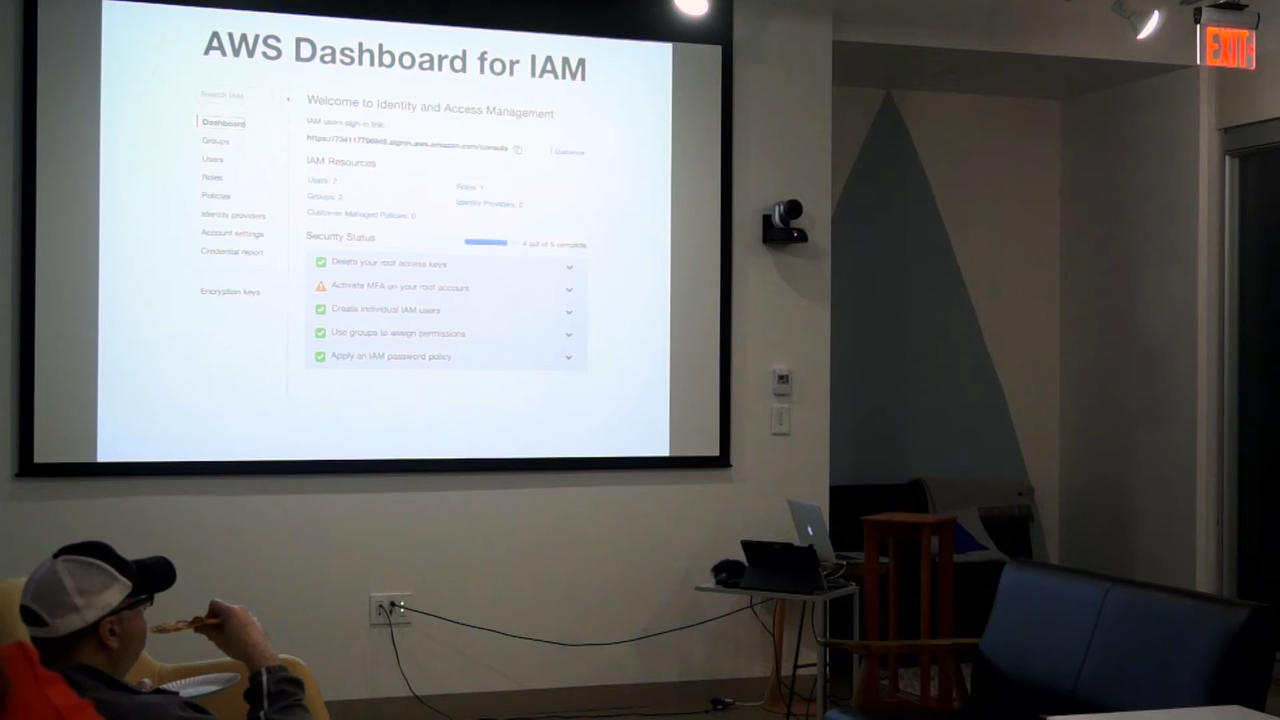 AWS Dashboard for IAM
Search IAM
Dashboard
Groups
Users
Roles
Policies
Identity providers
Account settings
Credential report
Encryption keys
Welcome to Identity and Access Management
IAM users sign-in link:
Customize
IAM Resources
Users: 7
Roles: 1
Groups: 2
Identity Providers: 0
Customer Managed Policies: 0
Security Status
4 out of 5 complete
Delete your root access keys
Activate MFA on your root account
Create individual IAM users
Use groups to assign permissions
Apply an IAM password policy
EXIT